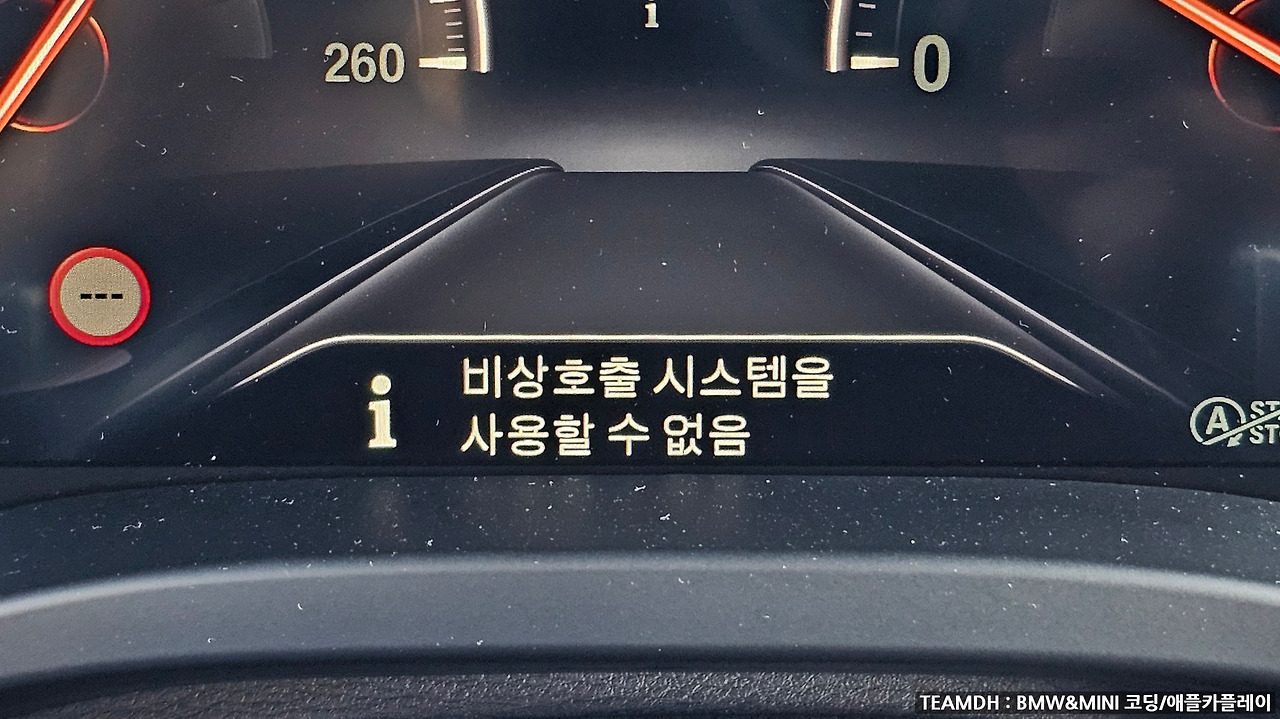 i
260
0
---
i
비상호출 시스템을
사용할 수 없음
A
TEAMDH : BMW&MINI 코딩/애플카플레이